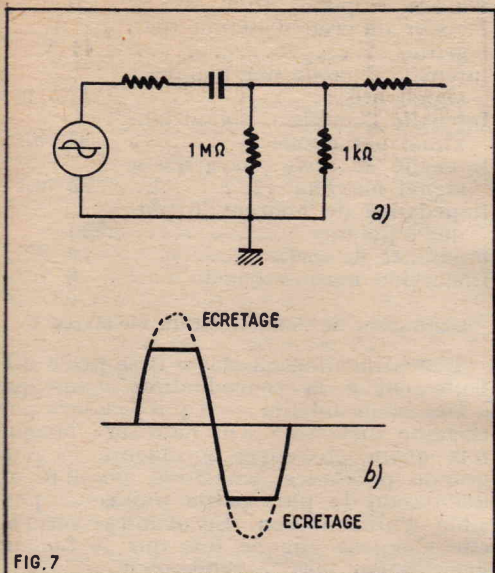 1MΩ
1kΩ
a)
ECRETAGE
b)
ECRETAGE
FIG.7